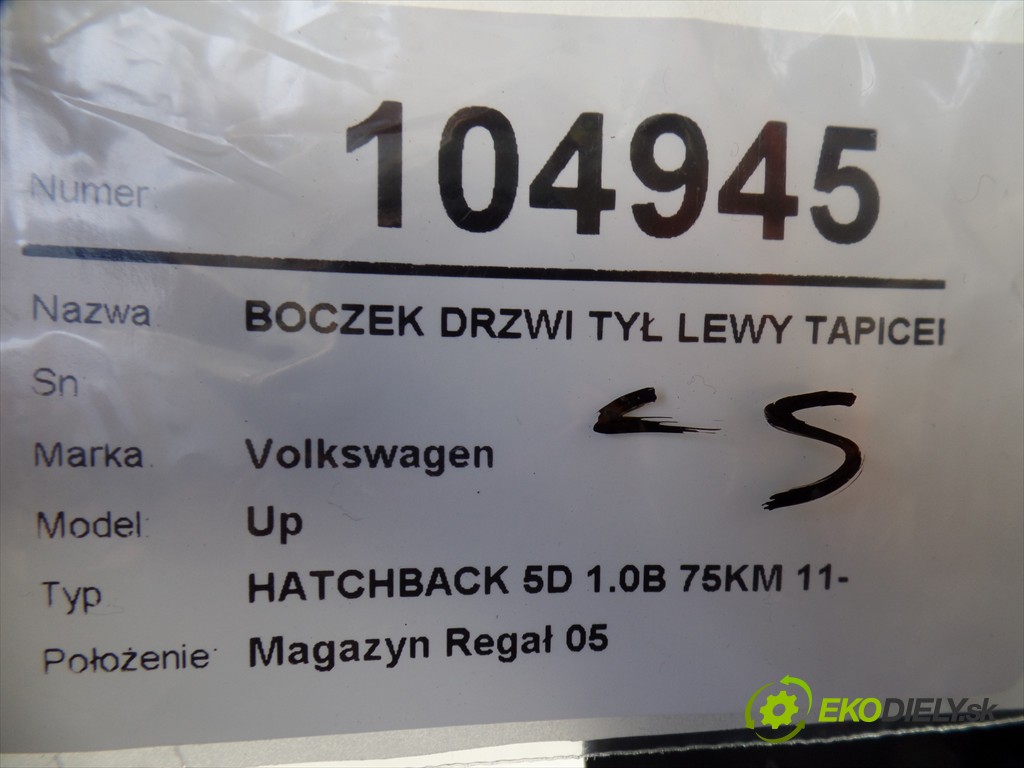 Numer: 104945
Nazwa BOCZEK DRZWI TYŁ LEWY TAPICE
Sn
Marka Volkswagen
Model: Up
Typ HATCHBACK 5D 1.0B 75KM 11-
Położenie Magazyn Regał 05
EKODIELY.sk